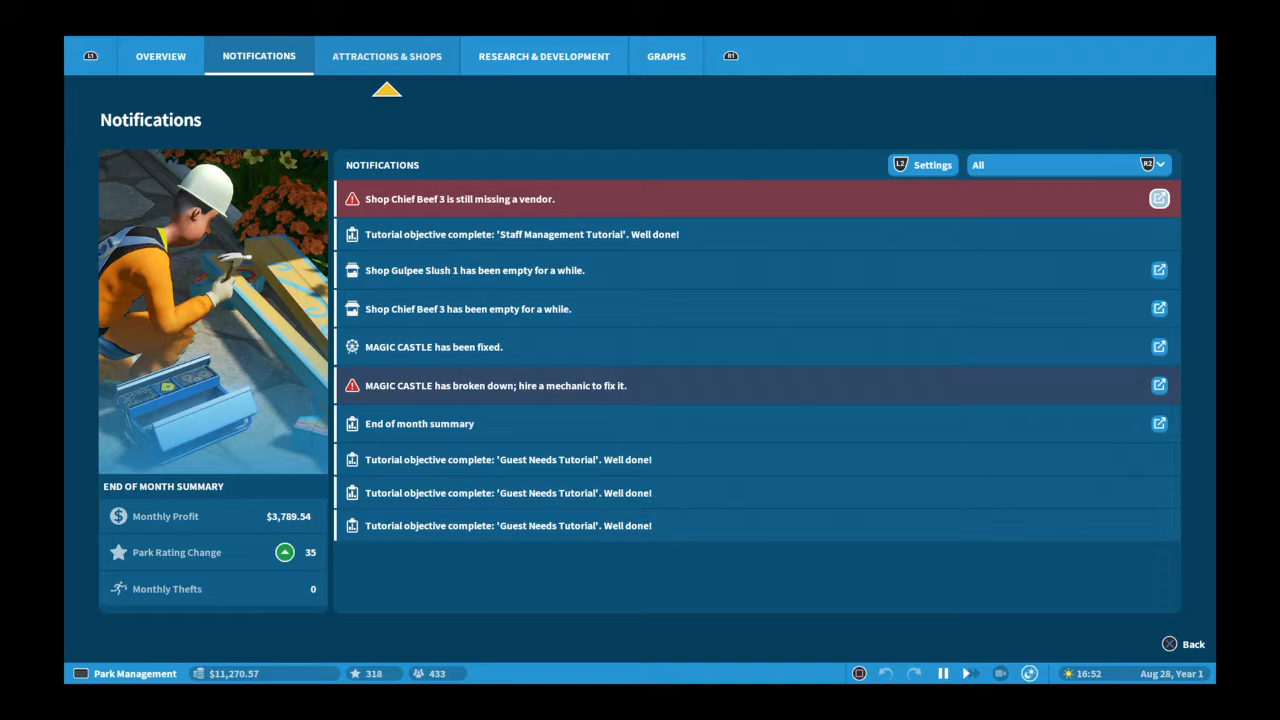 L1 OVERVIEW NOTIFICATIONS ATTRACTIONS & SHOPS RESEARCH & DEVELOPMENT GRAPHS R1
Notifications
NOTIFICATIONS L2 Settings All R2
Shop Chief Beef 3 is still missing a vendor.
Tutorial objective complete: 'Staff Management Tutorial'. Well done!
Shop Gulpee Slush 1 has been empty for a while.
Shop Chief Beef 3 has been empty for a while.
MAGIC CASTLE has been fixed.
MAGIC CASTLE has broken down; hire a mechanic to fix it.
End of month summary
Tutorial objective complete: 'Guest Needs Tutorial'. Well done!
Tutorial objective complete: 'Guest Needs Tutorial'. Well done!
Tutorial objective complete: 'Guest Needs Tutorial'. Well done!
END OF MONTH SUMMARY
Monthly Profit $3,789.54
Park Rating Change 35
Monthly Thefts 0
Back
Park Management $11,270.57 318 433 16:52 Aug 28, Year 1